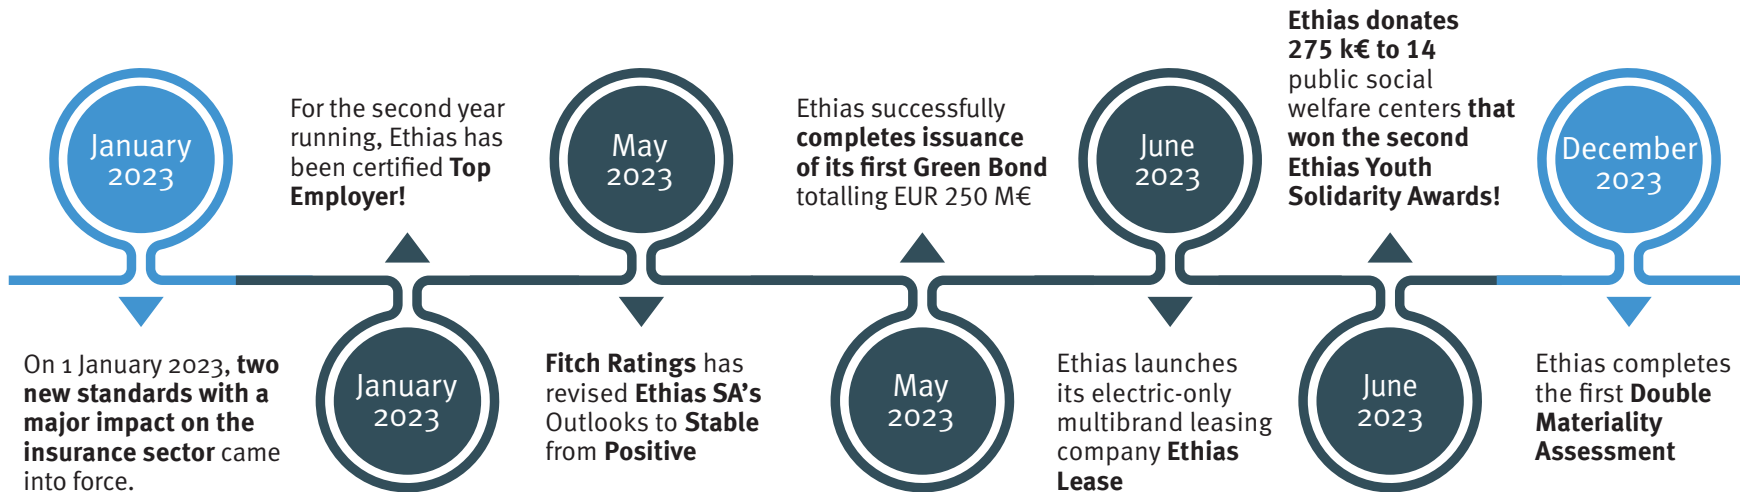 January
2023
On 1 January 2023, two
new standards with a
major impact on the
insurance sector came
into force.
For the second year
running, Ethias has
been certified Top
Employer!
January
2023
May
2023
Fitch Ratings has
revised Ethias SA’s
Outlooks to Stable
from Positive
Ethias successfully
completes issuance
of its first Green Bond
totalling EUR 250 M€
May
2023
June
2023
Ethias launches
its electric-only
multibrand leasing
company Ethias
Lease
Ethias donates
275 k€ to 14
public social
welfare centers that
won the second
Ethias Youth
Solidarity Awards!
June
2023
December
2023
Ethias completes
the first Double
Materiality
Assessment